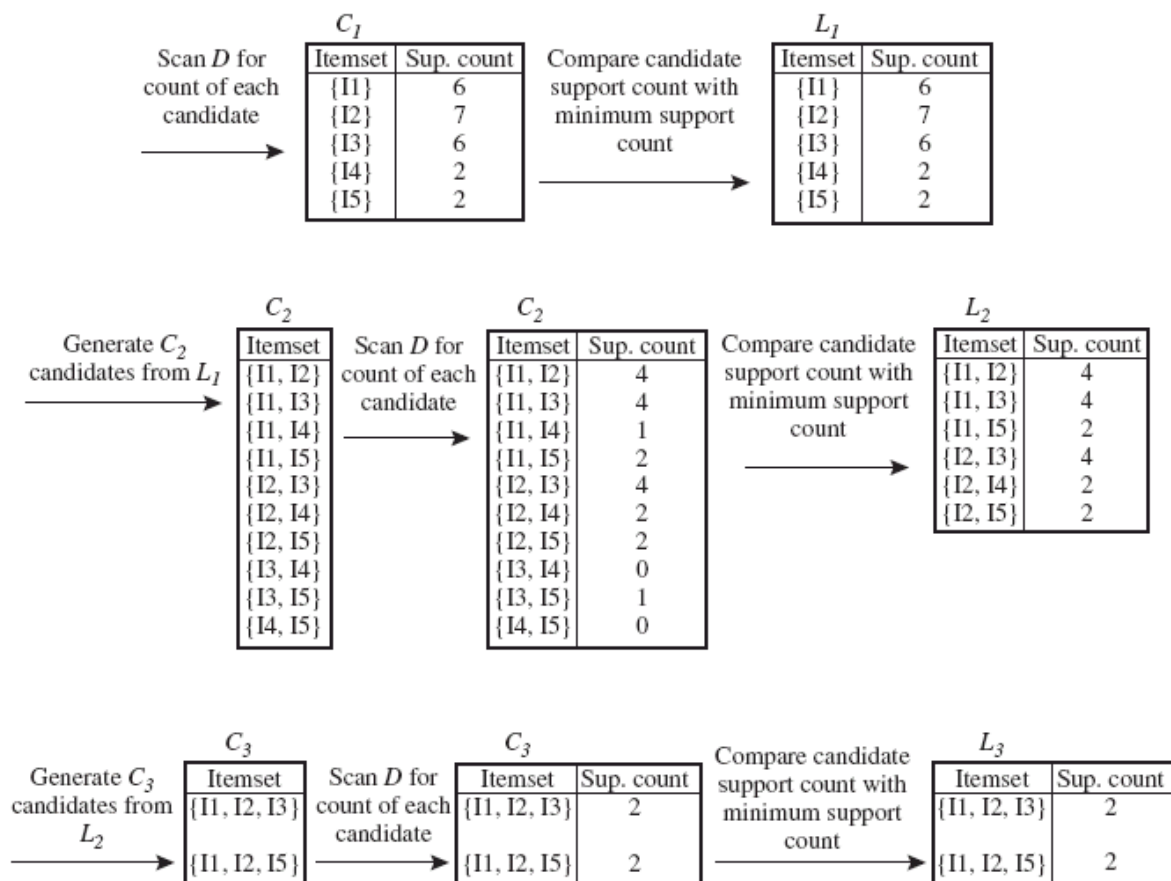 C1
L1
Scan D for
count of each
candidate
Itemset Sup. count
{I1} 6
{I2} 7
{I3} 6
{I4} 2
{I5} 2
Compare candidate
support count with
minimum support
count
Itemset Sup. count
{I1} 6
{I2} 7
{I3} 6
{I4} 2
{I5} 2
C2
C2
L2
Generate C2
candidates from L1
Itemset
{I1, I2}
{I1, I3}
{I1, I4}
{I1, I5}
{I2, I3}
{I2, I4}
{I2, I5}
{I3, I4}
{I3, I5}
{I4, I5}
Scan D for
count of each
candidate
Itemset Sup. count
{I1, I2} 4
{I1, I3} 4
{I1, I4} 1
{I1, I5} 2
{I2, I3} 4
{I2, I4} 2
{I2, I5} 2
{I3, I4} 0
{I3, I5} 1
{I4, I5} 0
Compare candidate
support count with
minimum support
count
Itemset Sup. count
{I1, I2} 4
{I1, I3} 4
{I1, I5} 2
{I2, I3} 4
{I2, I4} 2
{I2, I5} 2
C3
C3
L3
Generate C3
candidates from
L2
Itemset
{I1, I2, I3}
{I1, I2, I5}
Scan D for
count of each
candidate
Itemset Sup. count
{I1, I2, I3} 2
{I1, I2, I5} 2
Compare candidate
support count with
minimum support
count
Itemset Sup. count
{I1, I2, I3} 2
{I1, I2, I5} 2